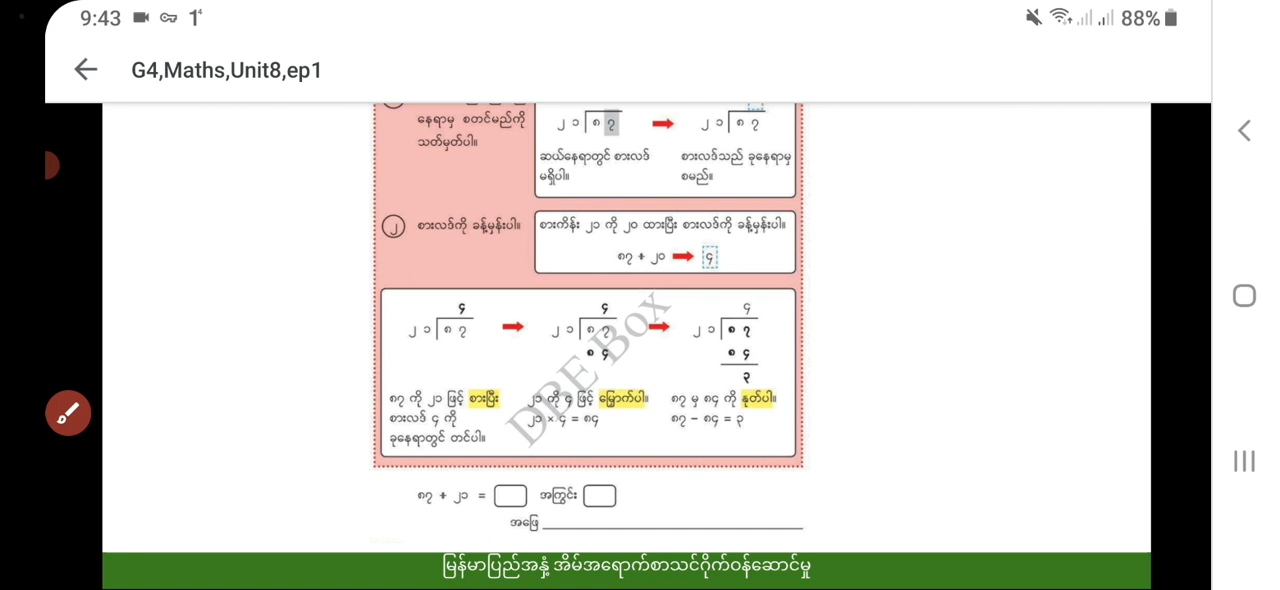 9:43
88%
G4,Maths,Unit8,ep1
နေရာမှ စတင်မည်ကို
သတ်မှတ်ပါ။
၂ ၁ ၈ ၇
၂ ၁ ၈ ၇
ဆယ်နေရာတွင် စားလဒ်
မရှိပါ။
စားလဒ်သည် ခုနေရာမှ
စမည်။
၂ စားလဒ်ကို ခန့်မှန်းပါ။
စားကိန်း ၂၁ ကို ၂၀ ထားပြီး စားလဒ်ကို ခန့်မှန်းပါ။
၈၇ ÷ ၂၀ ၄
၄
၂ ၁ ၈ ၇
၄
၂ ၁ ၈ ၇
၈ ၄
၄
၂ ၁ ၈ ၇
၈ ၄
၃
၈၇ ကို ၂၁ ဖြင့် စားပြီး
စားလဒ် ၄ ကို
ခုနေရာတွင် တင်ပါ။
၂၁ ကို ၄ ဖြင့် မြှောက်ပါ။
၂၁ × ၄ = ၈၄
၈၇ မှ ၈၄ ကို နုတ်ပါ။
၈၇ − ၈၄ = ၃
DBE Box
၈၇ ÷ ၂၁ = အကြွင်း
အဖြေ
မြန်မာပြည်အနှံ့ အိမ်အရောက်စာသင်ဂိုက်ဝန်ဆောင်မှု